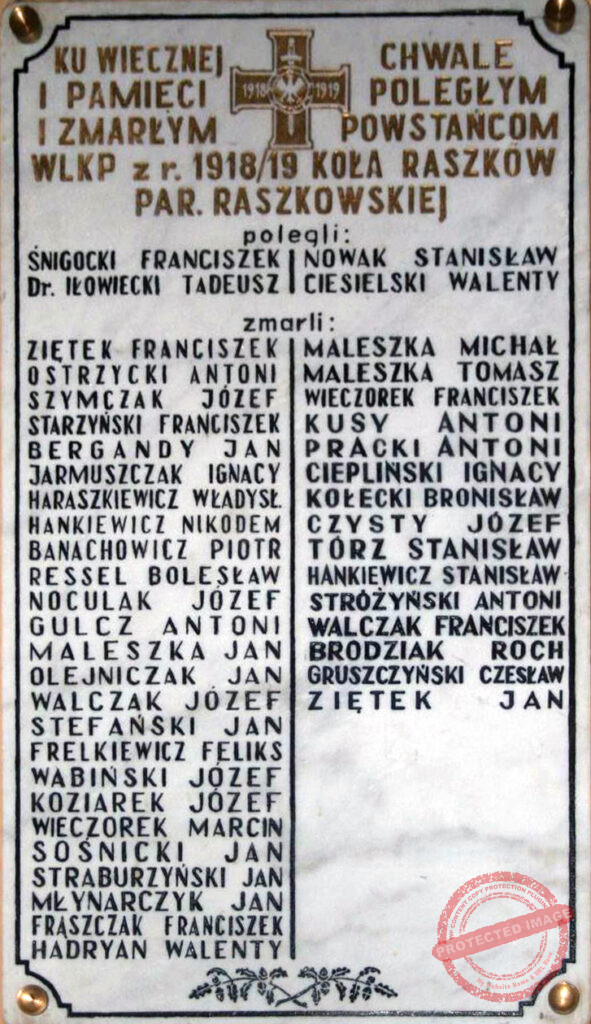 KU WIECZNEJ CHWALE
I PAMIĘCI 1918 1919 POLEGŁYM
I ZMARŁYM POWSTAŃCOM
WLKP z r. 1918/19 KOŁA RASZKÓW
PAR. RASZKOWSKIEJ
polegli:
ŚNIGOCKI FRANCISZEK
Dr. IŁOWIECKI TADEUSZ
NOWAK STANISŁAW
CIESIELSKI WALENTY
zmarli:
ZIĘTEK FRANCISZEK
OSTRZYCKI ANTONI
SZYMCZAK JÓZEF
STARZYŃSKI FRANCISZEK
BERGANDY JAN
JARMUSZCZAK IGNACY
HARASZKIEWICZ WŁADYSŁ.
HANKIEWICZ NIKODEM
BANACHOWICZ PIOTR
RESSEL BOLESŁAW
NOCULAK JÓZEF
GULCZ ANTONI
MALESZKA JAN
OLEJNICZAK JAN
WALCZAK JÓZEF
STEFAŃSKI JAN
FRELKIEWICZ FELIKS
WABIŃSKI JÓZEF
KOZIAREK JÓZEF
WIECZOREK MARCIN
SOŚNICKI JAN
STRABURZYŃSKI JAN
MŁYNARCZYK JAN
FRĄSZCZAK FRANCISZEK
HADRYAN WALENTY
MALESZKA MICHAŁ
MALESZKA TOMASZ
WIECZOREK FRANCISZEK
KUSY ANTONI
PRACKI ANTONI
CIEPLIŃSKI IGNACY
KOŁECKI BRONISŁAW
CZYSTY JÓZEF
TÓRZ STANISŁAW
HANKIEWICZ STANISŁAW
STRÓŻYŃSKI ANTONI
WALCZAK FRANCISZEK
BRODZIAK ROCH
GRUSZCZYŃSKI CZESŁAW
ZIĘTEK JAN
CONTENT COPY PROTECTION PLUGIN
PROTECTED IMAGE